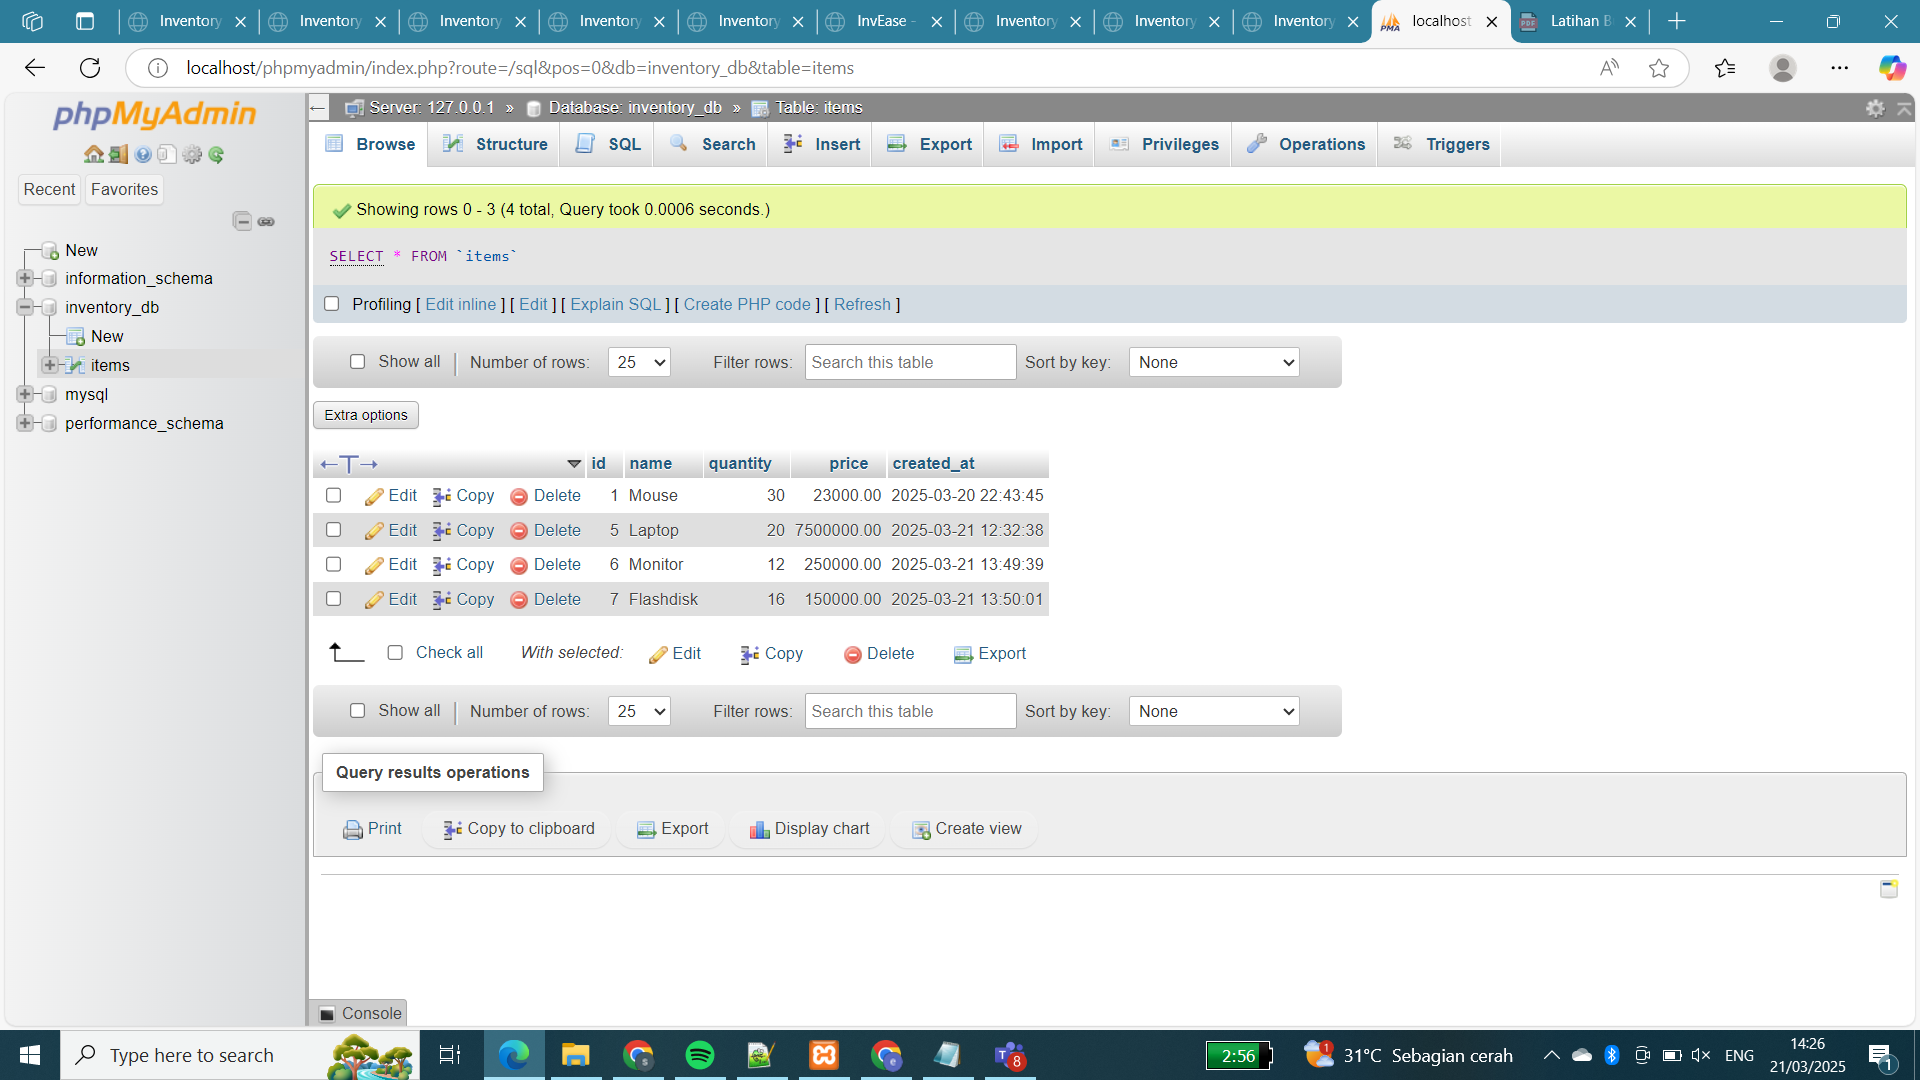 Inventory Inventory Inventory Inventory Inventory InvEase - Inventory Inventory Inventory localhost Latihan B
localhost/phpmyadmin/index.php?route=/sql&pos=0&db=inventory_db&table=items
phpMyAdmin
Recent Favorites
New
information_schema
inventory_db
New
items
mysql
performance_schema
Server: 127.0.0.1 » Database: inventory_db » Table: items
Browse Structure SQL Search Insert Export Import Privileges Operations Triggers
Showing rows 0 - 3 (4 total, Query took 0.0006 seconds.)
SELECT * FROM `items`
Profiling [ Edit inline ] [ Edit ] [ Explain SQL ] [ Create PHP code ] [ Refresh ]
Show all Number of rows: 25 Filter rows: Search this table Sort by key: None
Extra options
←T→ id name quantity price created_at
Edit Copy Delete 1 Mouse 30 23000.00 2025-03-20 22:43:45
Edit Copy Delete 5 Laptop 20 7500000.00 2025-03-21 12:32:38
Edit Copy Delete 6 Monitor 12 250000.00 2025-03-21 13:49:39
Edit Copy Delete 7 Flashdisk 16 150000.00 2025-03-21 13:50:01
Check all With selected: Edit Copy Delete Export
Show all Number of rows: 25 Filter rows: Search this table Sort by key: None
Query results operations
Print Copy to clipboard Export Display chart Create view
Console
Type here to search
2:56
1
31°C Sebagian cerah
ENG
14:26
21/03/2025
8
1